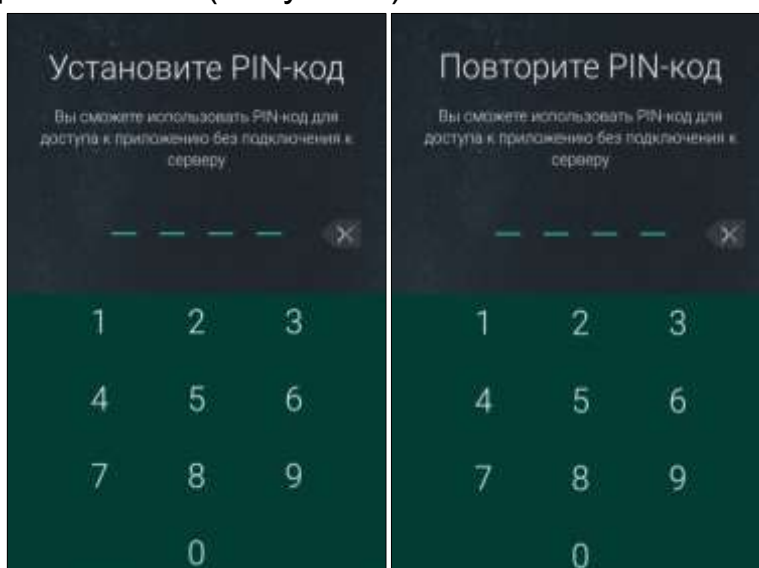 Установите PIN-код
Вы сможете использовать PIN-код для
доступа к приложению без подключения к
серверу
1 2 3
4 5 6
7 8 9
0
Повторите PIN-код
Вы сможете использовать PIN-код для
доступа к приложению без подключения к
серверу
1 2 3
4 5 6
7 8 9
0